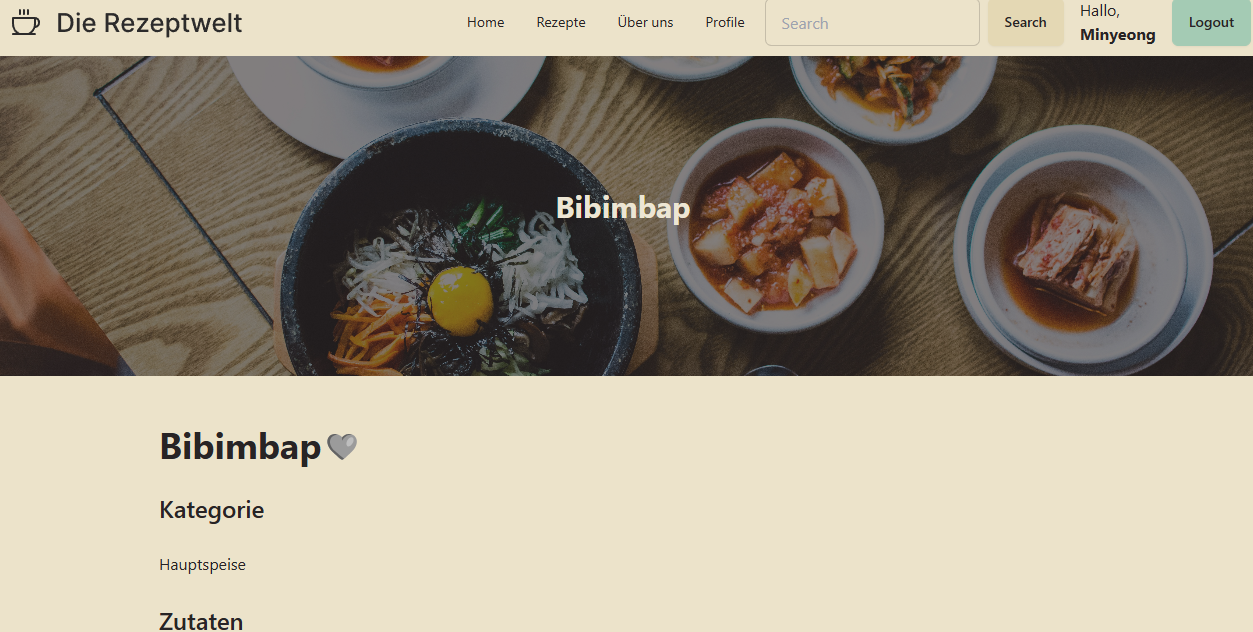 Die Rezeptwelt
Home
Rezepte
Über uns
Profile
Search
Search
Hallo,
Minyeong
Logout
Bibimbap
Bibimbap
Kategorie
Hauptspeise
Zutaten